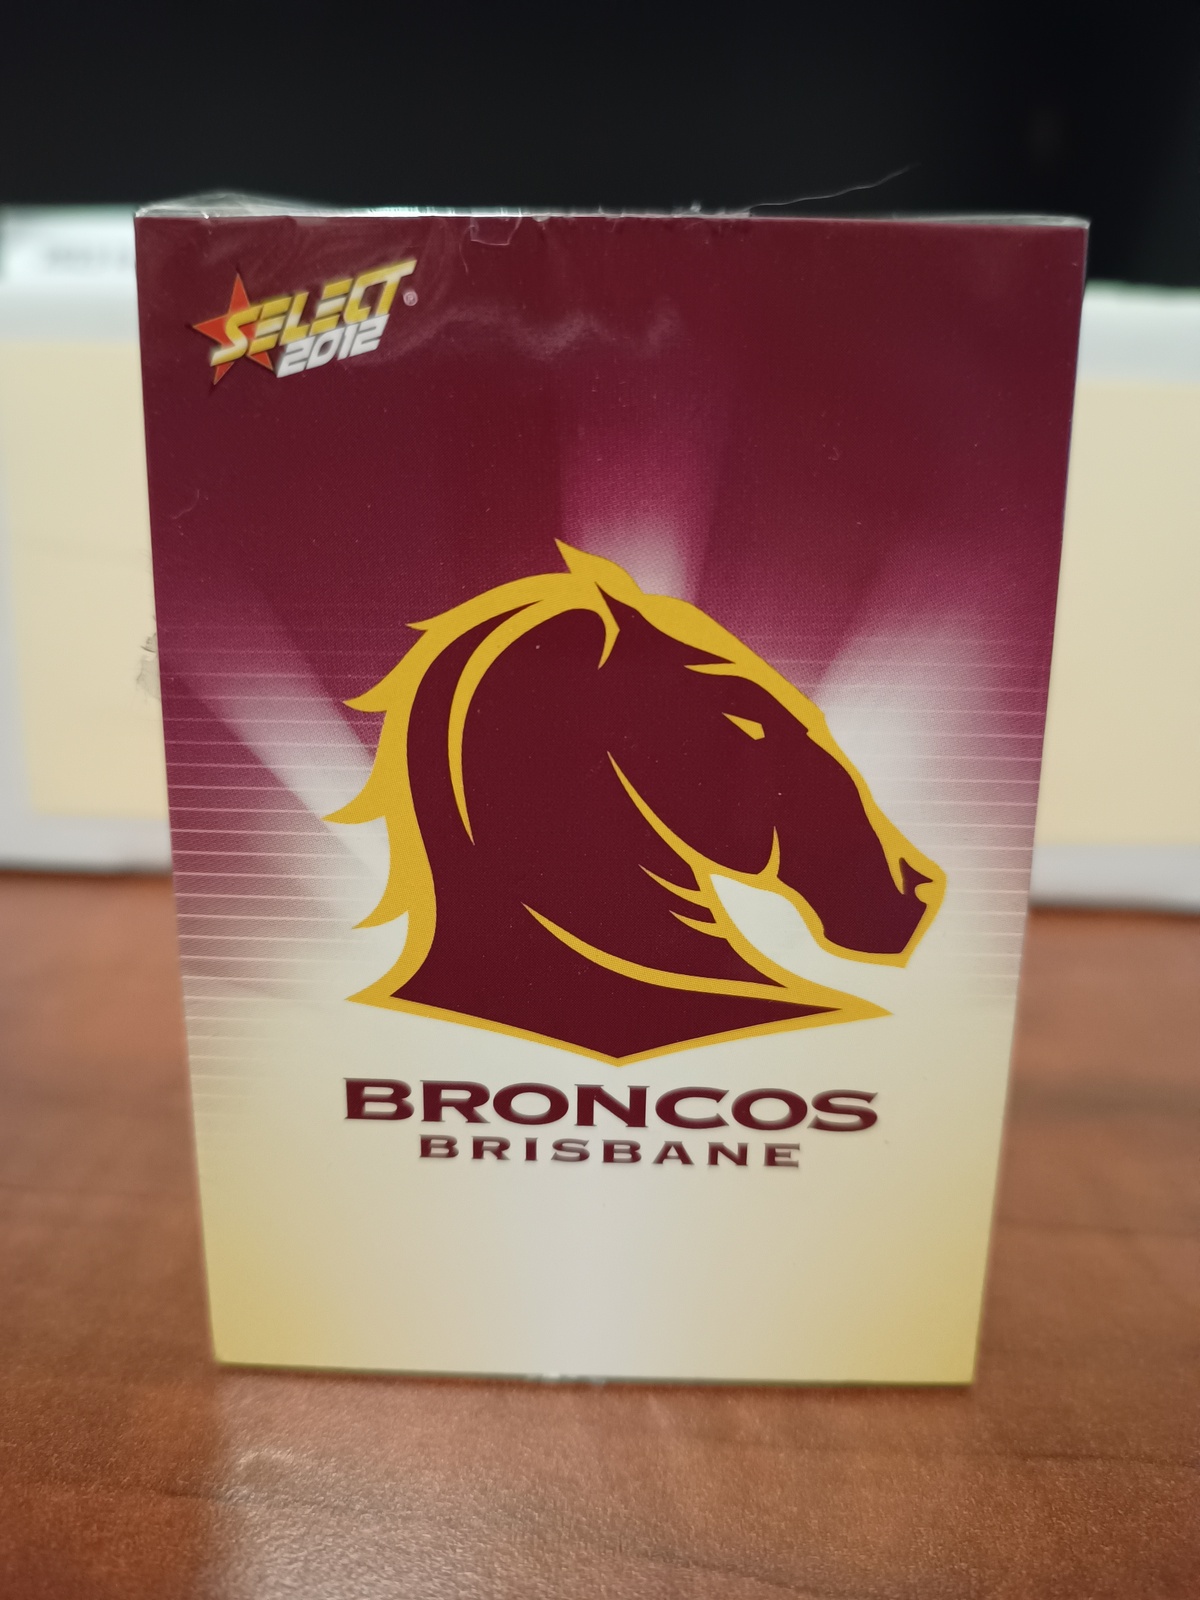 SELECT®
2012
BRONCOS
BRISBANE